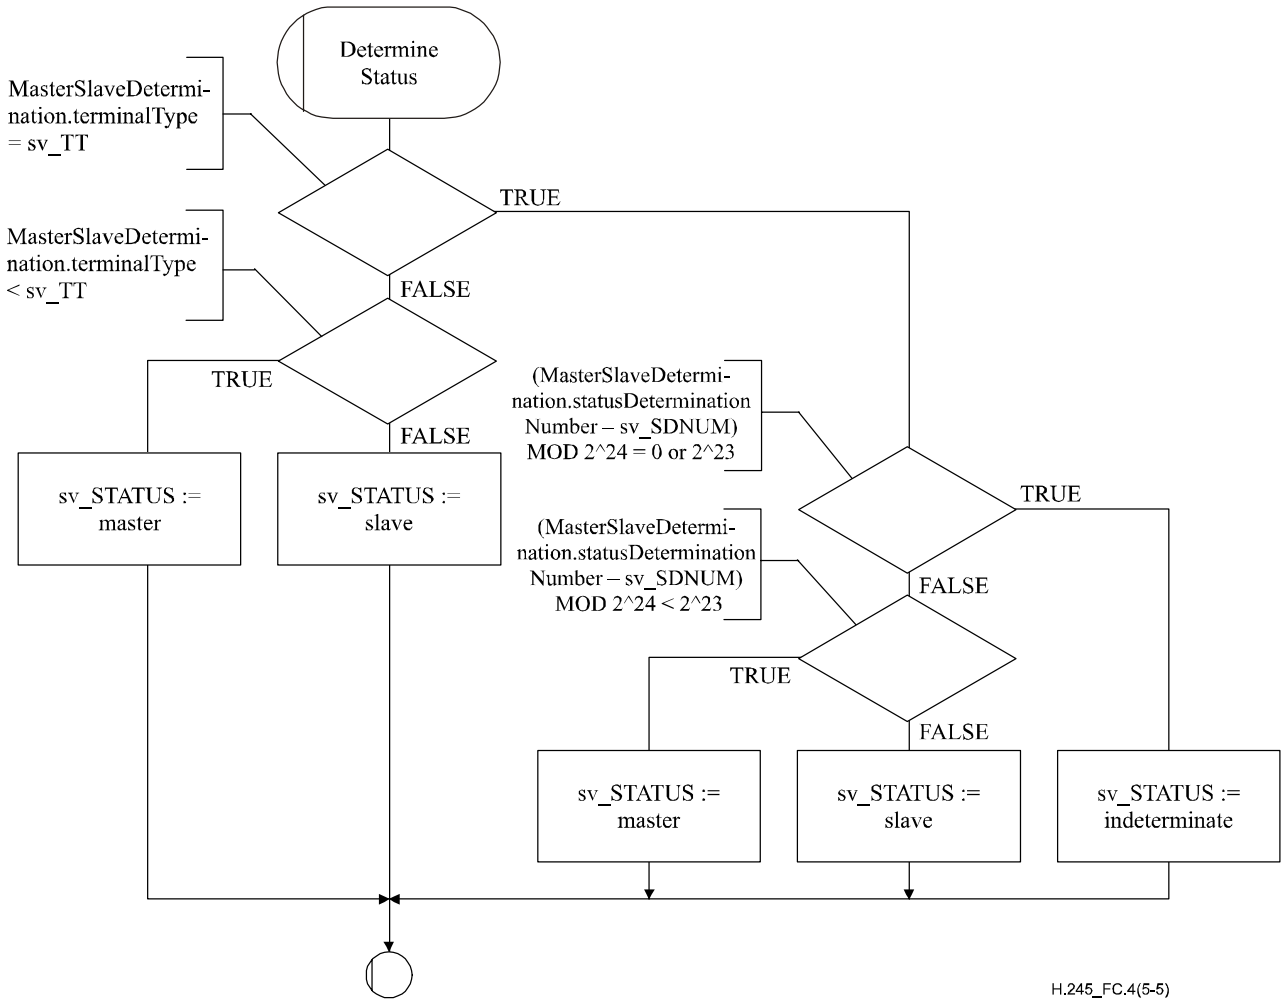 Determine
Status
MasterSlaveDetermi-
nation.terminalType
= sv_TT
TRUE
MasterSlaveDetermi-
nation.terminalType
< sv_TT
FALSE
TRUE
(MasterSlaveDetermi-
nation.statusDetermination
Number – sv_SDNUM)
MOD 2^24 = 0 or 2^23
FALSE
sv_STATUS :=
master
sv_STATUS :=
slave
TRUE
(MasterSlaveDetermi-
nation.statusDetermination
Number – sv_SDNUM)
MOD 2^24 < 2^23
FALSE
TRUE
FALSE
sv_STATUS :=
master
sv_STATUS :=
slave
sv_STATUS :=
indeterminate
H.245_FC.4(5-5)